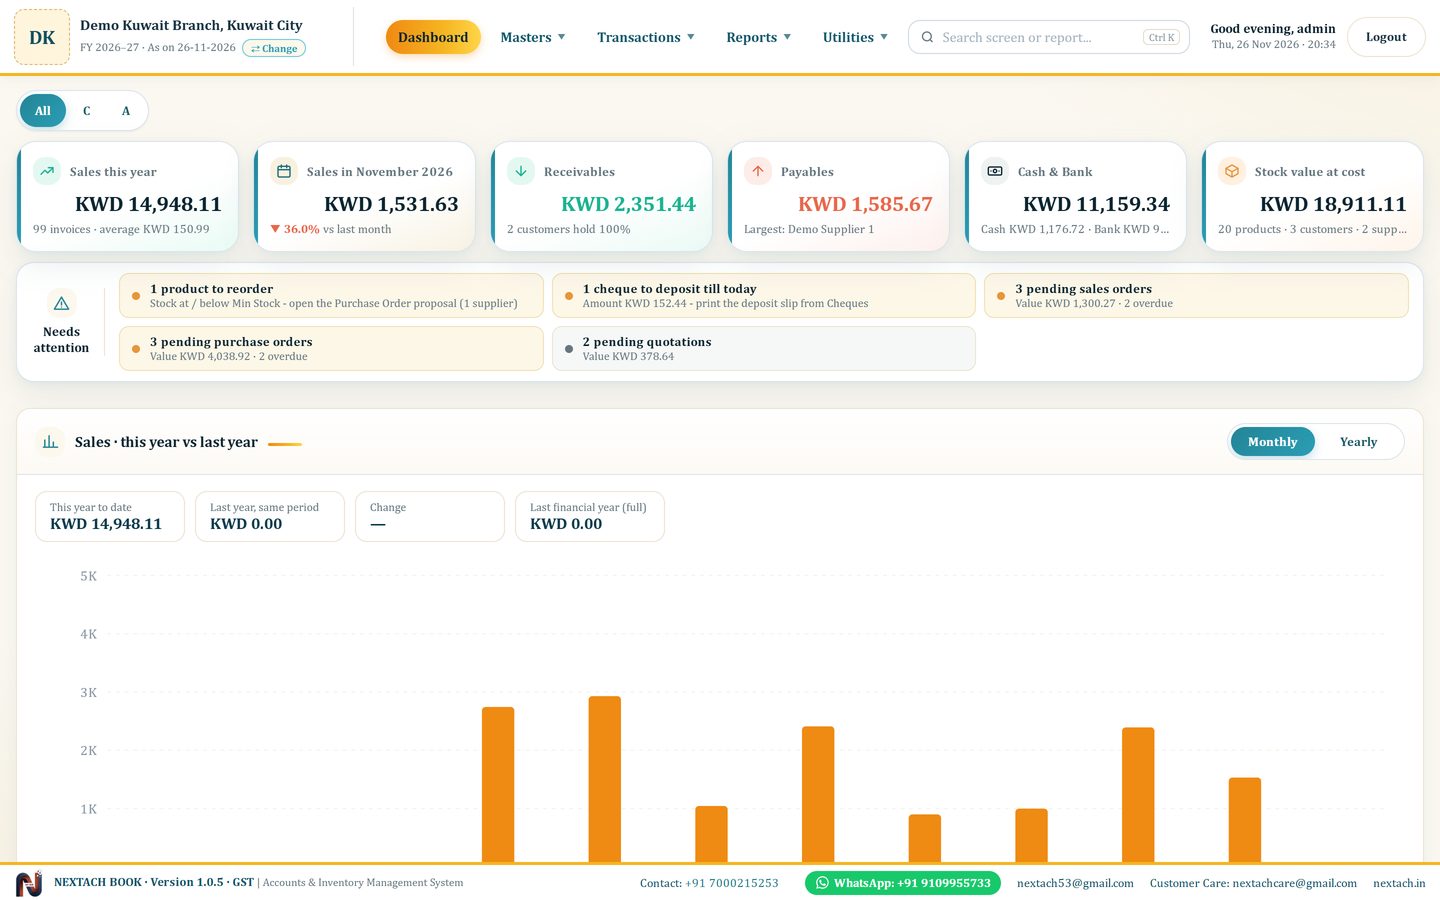 DK
Demo Kuwait Branch, Kuwait City
FY 2026–27 · As on 26-11-2026 ⇄ Change
Dashboard
Masters ▼
Transactions ▼
Reports ▼
Utilities ▼
Search screen or report... Ctrl K
Good evening, admin
Thu, 26 Nov 2026 · 20:34
Logout
All C A
Sales this year
KWD 14,948.11
99 invoices · average KWD 150.99
Sales in November 2026
KWD 1,531.63
▼ 36.0% vs last month
Receivables
KWD 2,351.44
2 customers hold 100%
Payables
KWD 1,585.67
Largest: Demo Supplier 1
Cash & Bank
KWD 11,159.34
Cash KWD 1,176.72 · Bank KWD 9...
Stock value at cost
KWD 18,911.11
20 products · 3 customers · 2 supp...
Needs
attention
1 product to reorder
Stock at / below Min Stock - open the Purchase Order proposal (1 supplier)
1 cheque to deposit till today
Amount KWD 152.44 - print the deposit slip from Cheques
3 pending sales orders
Value KWD 1,300.27 · 2 overdue
3 pending purchase orders
Value KWD 4,038.92 · 2 overdue
2 pending quotations
Value KWD 378.64
Sales · this year vs last year
Monthly Yearly
This year to date
KWD 14,948.11
Last year, same period
KWD 0.00
Change
—
Last financial year (full)
KWD 0.00
5K
4K
3K
2K
1K
NEXTACH BOOK · Version 1.0.5 · GST | Accounts & Inventory Management System
Contact: +91 7000215253
WhatsApp: +91 9109955733
nextach53@gmail.com
Customer Care: nextachcare@gmail.com
nextach.in